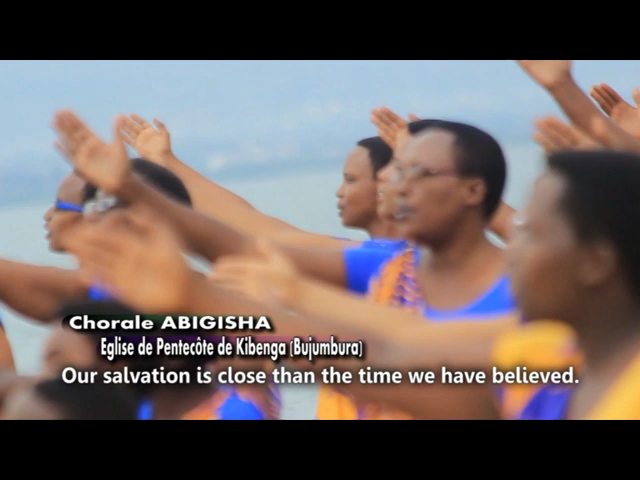 Chorale ABIGISHA
Eglise de Pentecôte de Kibenga (Bujumbura)
Our salvation is close than the time we have believed.